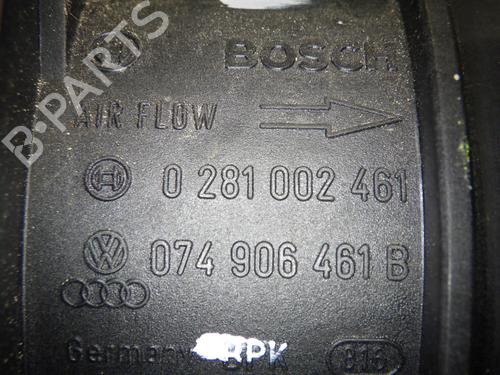 BOSCH
AIR FLOW
0 281 002 461
074 906 461 B
Germany BPK 816
B-PARTS